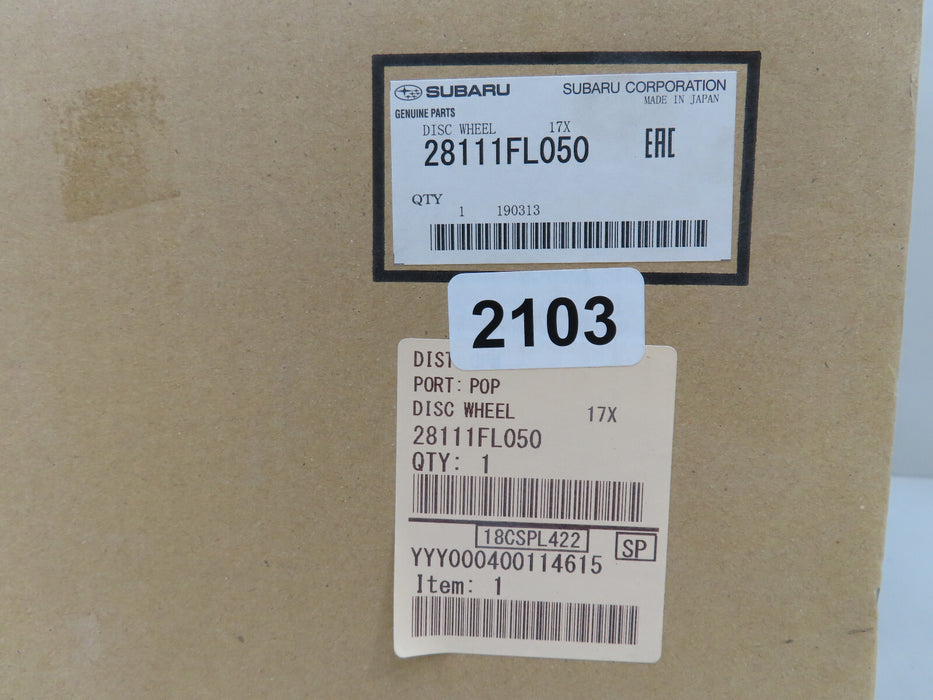 SUBARU SUBARU CORPORATION
MADE IN JAPAN
GENUINE PARTS
DISC WHEEL 17X
28111FL050 EAC
QTY
1 190313
2103
DIST
PORT: POP
DISC WHEEL 17X
28111FL050
QTY: 1
18CSPL422 SP
YYY000400114615
Item: 1